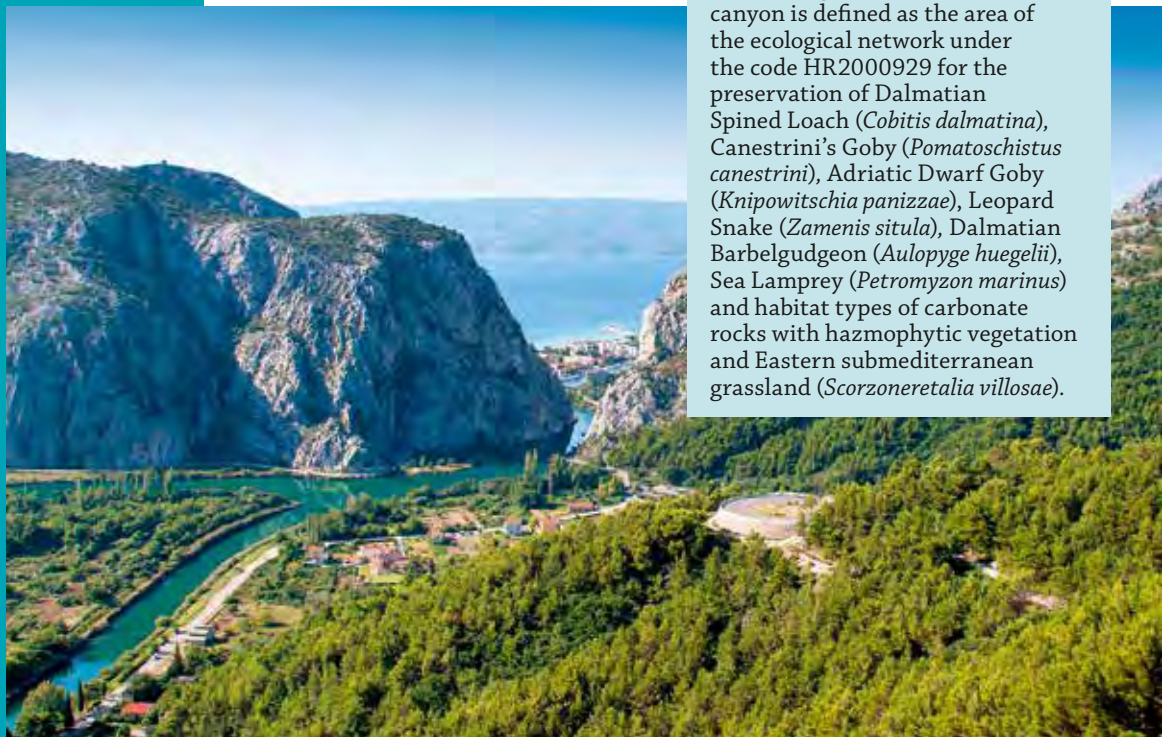 canyon is defined as the area of
the ecological network under
the code HR2000929 for the
preservation of Dalmatian
Spined Loach (Cobitis dalmatina),
Canestrini's Goby (Pomatoschistus
canestrini), Adriatic Dwarf Goby
(Knipowitschia panizzae), Leopard
Snake (Zamenis situla), Dalmatian
Barbelgudgeon (Aulopyge huegelii),
Sea Lamprey (Petromyzon marinus)
and habitat types of carbonate
rocks with hazmophytic vegetation
and Eastern submediterranean
grassland (Scorzoneretalia villosae).